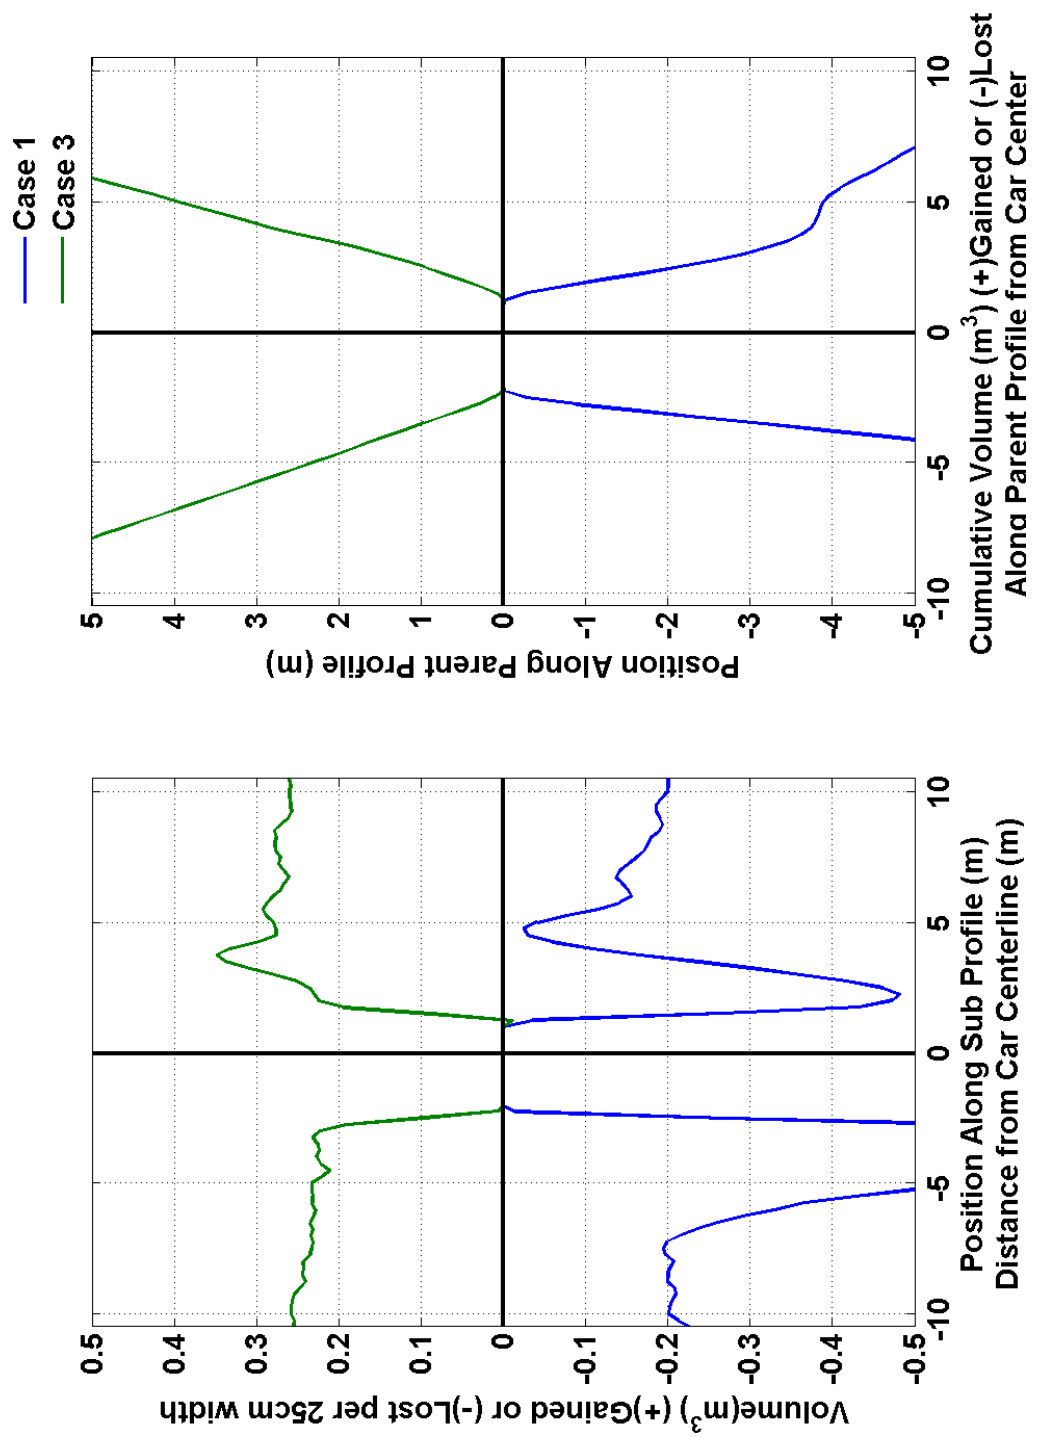 Case 1
Case 3
Volume(m³) (+)Gained or (-)Lost per 25cm width
0.5
0.4
0.3
0.2
0.1
0
-0.1
-0.2
-0.3
-0.4
-0.5
-10 -5 0 5 10
Position Along Sub Profile (m)
Distance from Car Centerline (m)
Position Along Parent Profile (m)
5
4
3
2
1
0
-1
-2
-3
-4
-5
-10 -5 0 5 10
Cumulative Volume (m³) (+)Gained or (-)Lost
Along Parent Profile from Car Center